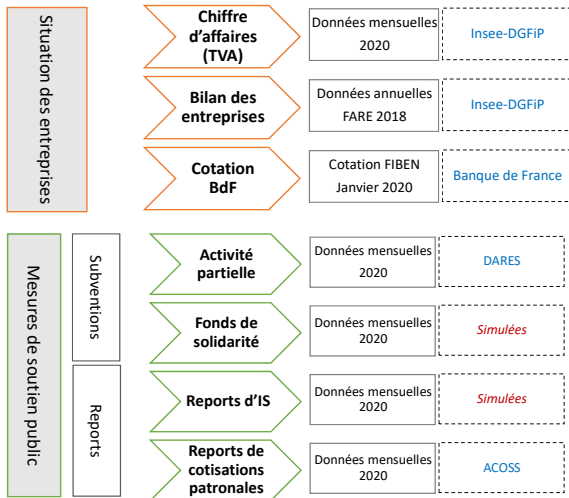 Situation des entreprises
Chiffre
d'affaires
(TVA)
Données mensuelles
2020
Insee-DGFiP
Bilan des
entreprises
Données annuelles
FARE 2018
Insee-DGFiP
Cotation
BdF
Cotation FIBEN
Janvier 2020
Banque de France
Mesures de soutien public
Subventions
Activité
partielle
Données mensuelles
2020
DARES
Fonds de
solidarité
Données mensuelles
2020
Simulées
Reports
Reports d'IS
Données mensuelles
2020
Simulées
Reports de
cotisations
patronales
Données mensuelles
2020
ACOSS